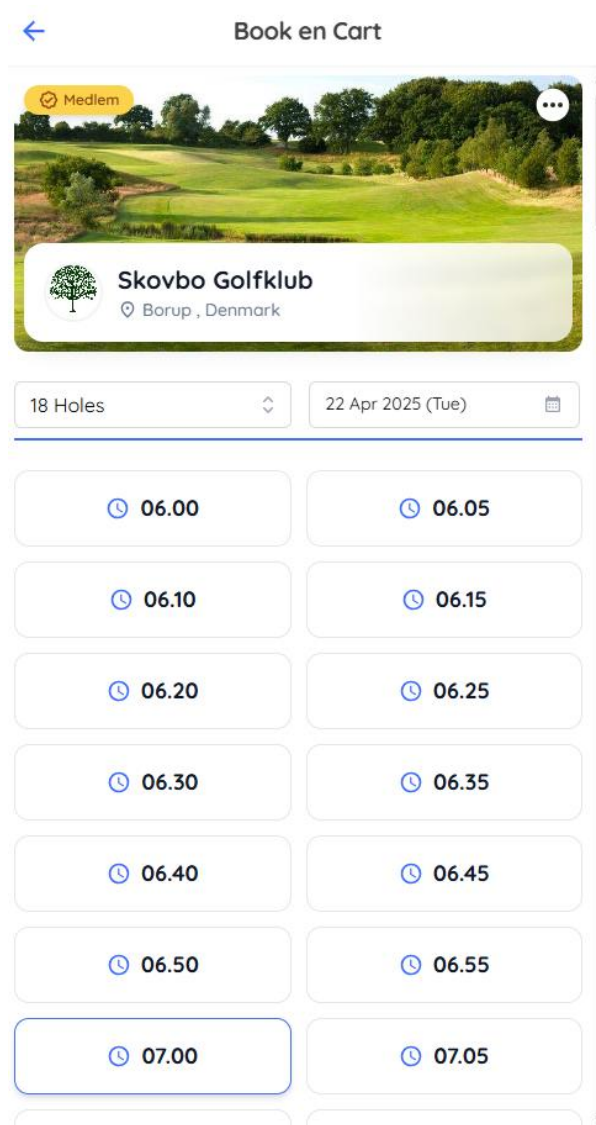 Book en Cart
Medlem
Skovbo Golfklub
Borup , Denmark
18 Holes
22 Apr 2025 (Tue)
06.00
06.05
06.10
06.15
06.20
06.25
06.30
06.35
06.40
06.45
06.50
06.55
07.00
07.05